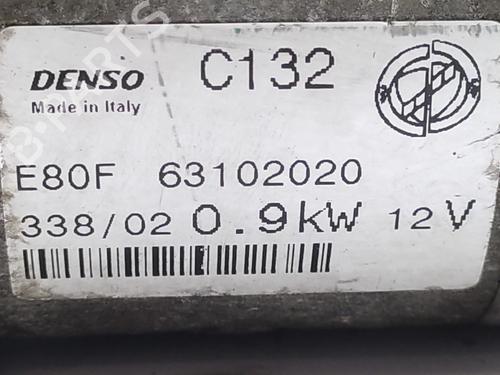 DENSO C132
Made in Italy
E80F 63102020
338/02 0.9kW 12V